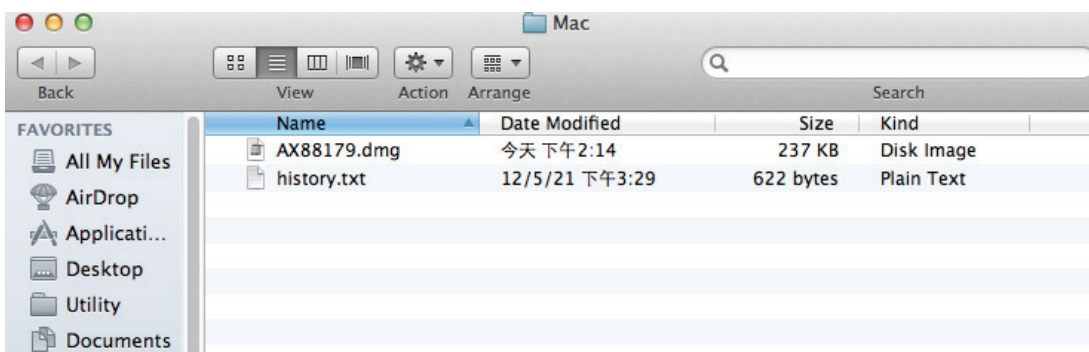 Mac
Back View Action Arrange Search
FAVORITES
All My Files
AirDrop
Applicati...
Desktop
Utility
Documents
Name Date Modified Size Kind
AX88179.dmg 今天 下午2:14 237 KB Disk Image
history.txt 12/5/21 下午3:29 622 bytes Plain Text